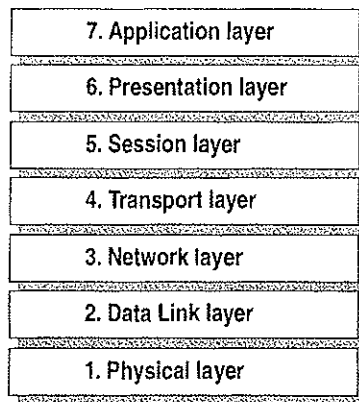 7. Application layer
6. Presentation layer
5. Session layer
4. Transport layer
3. Network layer
2. Data Link layer
1. Physical layer